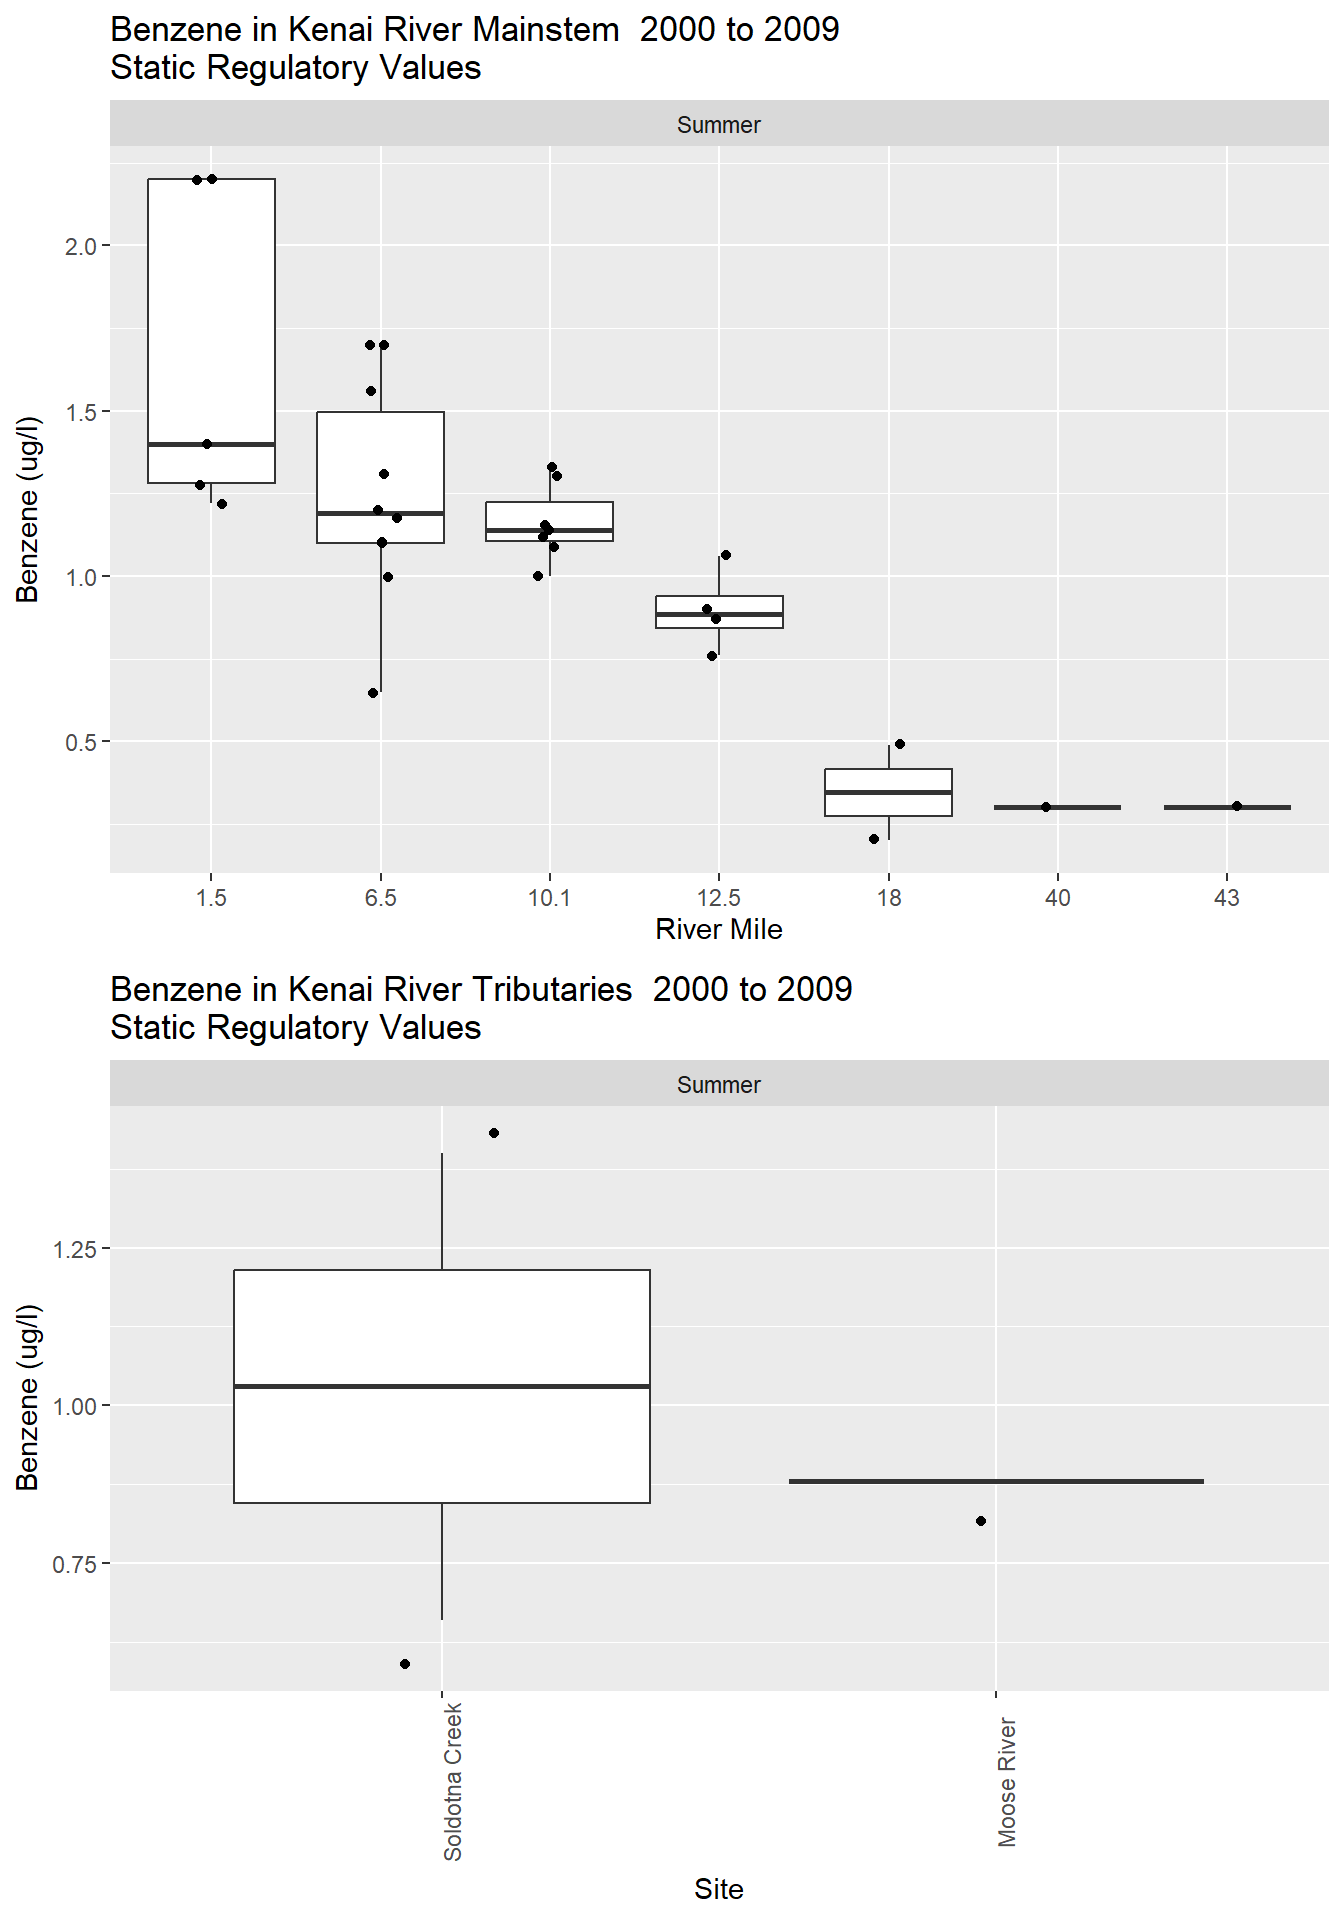 Benzene in Kenai River Mainstem  2000 to 2009
Static Regulatory Values
Summer
Benzene (ug/l)
2.0
1.5
1.0
0.5
1.5 6.5 10.1 12.5 18 40 43
River Mile
Benzene in Kenai River Tributaries  2000 to 2009
Static Regulatory Values
Summer
Benzene (ug/l)
1.25
1.00
0.75
Soldotna Creek
Moose River
Site